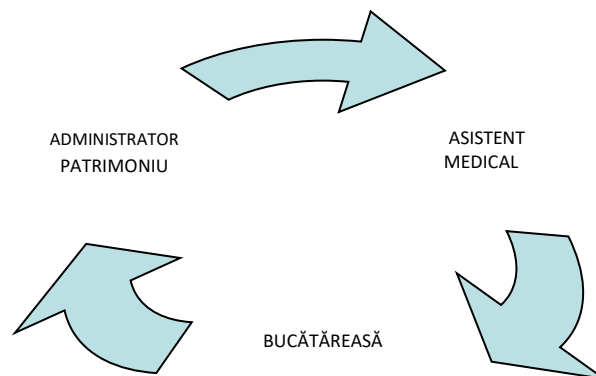 ADMINISTRATOR
PATRIMONIU
ASISTENT
MEDICAL
BUCĂTĂREASĂ